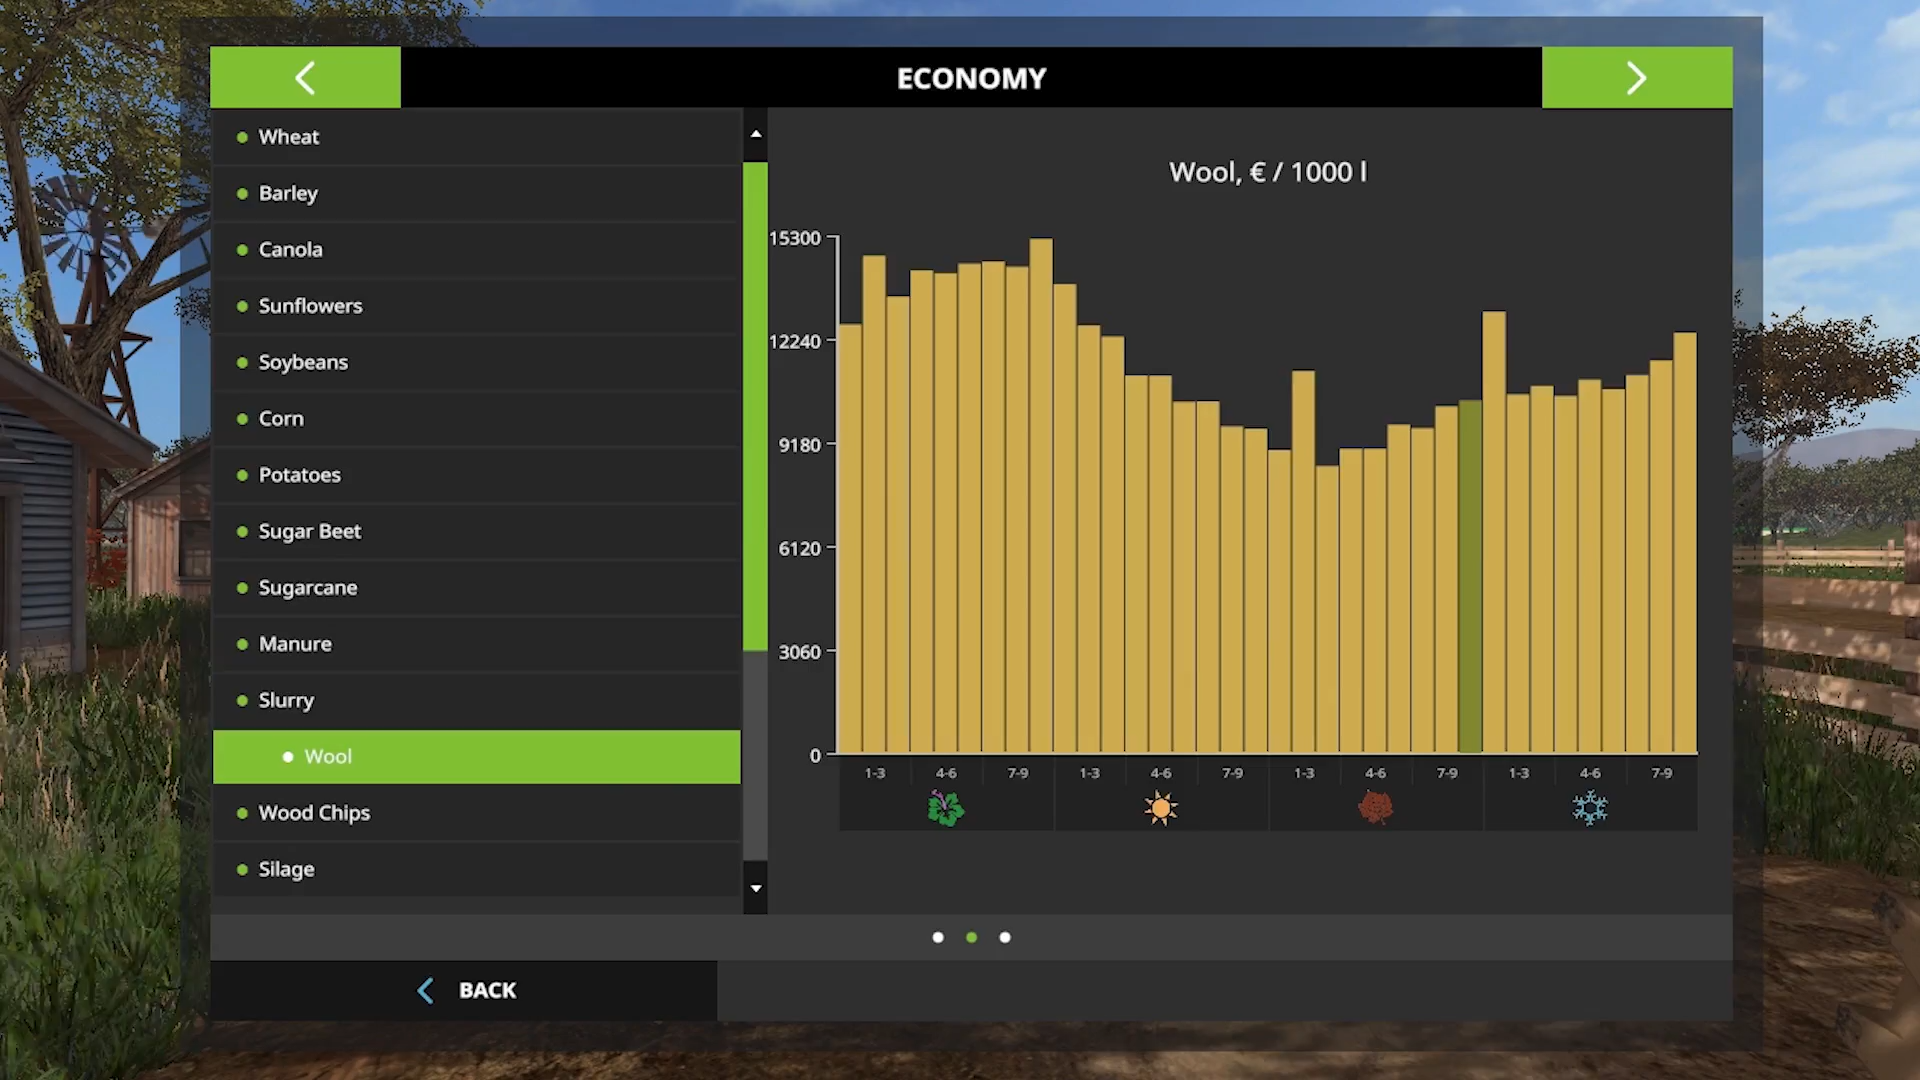 ECONOMY
Wheat
Barley
Canola
Sunflowers
Soybeans
Corn
Potatoes
Sugar Beet
Sugarcane
Manure
Slurry
Wool
Wood Chips
Silage
Wool, € / 1000 l
15300
12240
9180
6120
3060
0
1-3 4-6 7-9 1-3 4-6 7-9 1-3 4-6 7-9 1-3 4-6 7-9
BACK